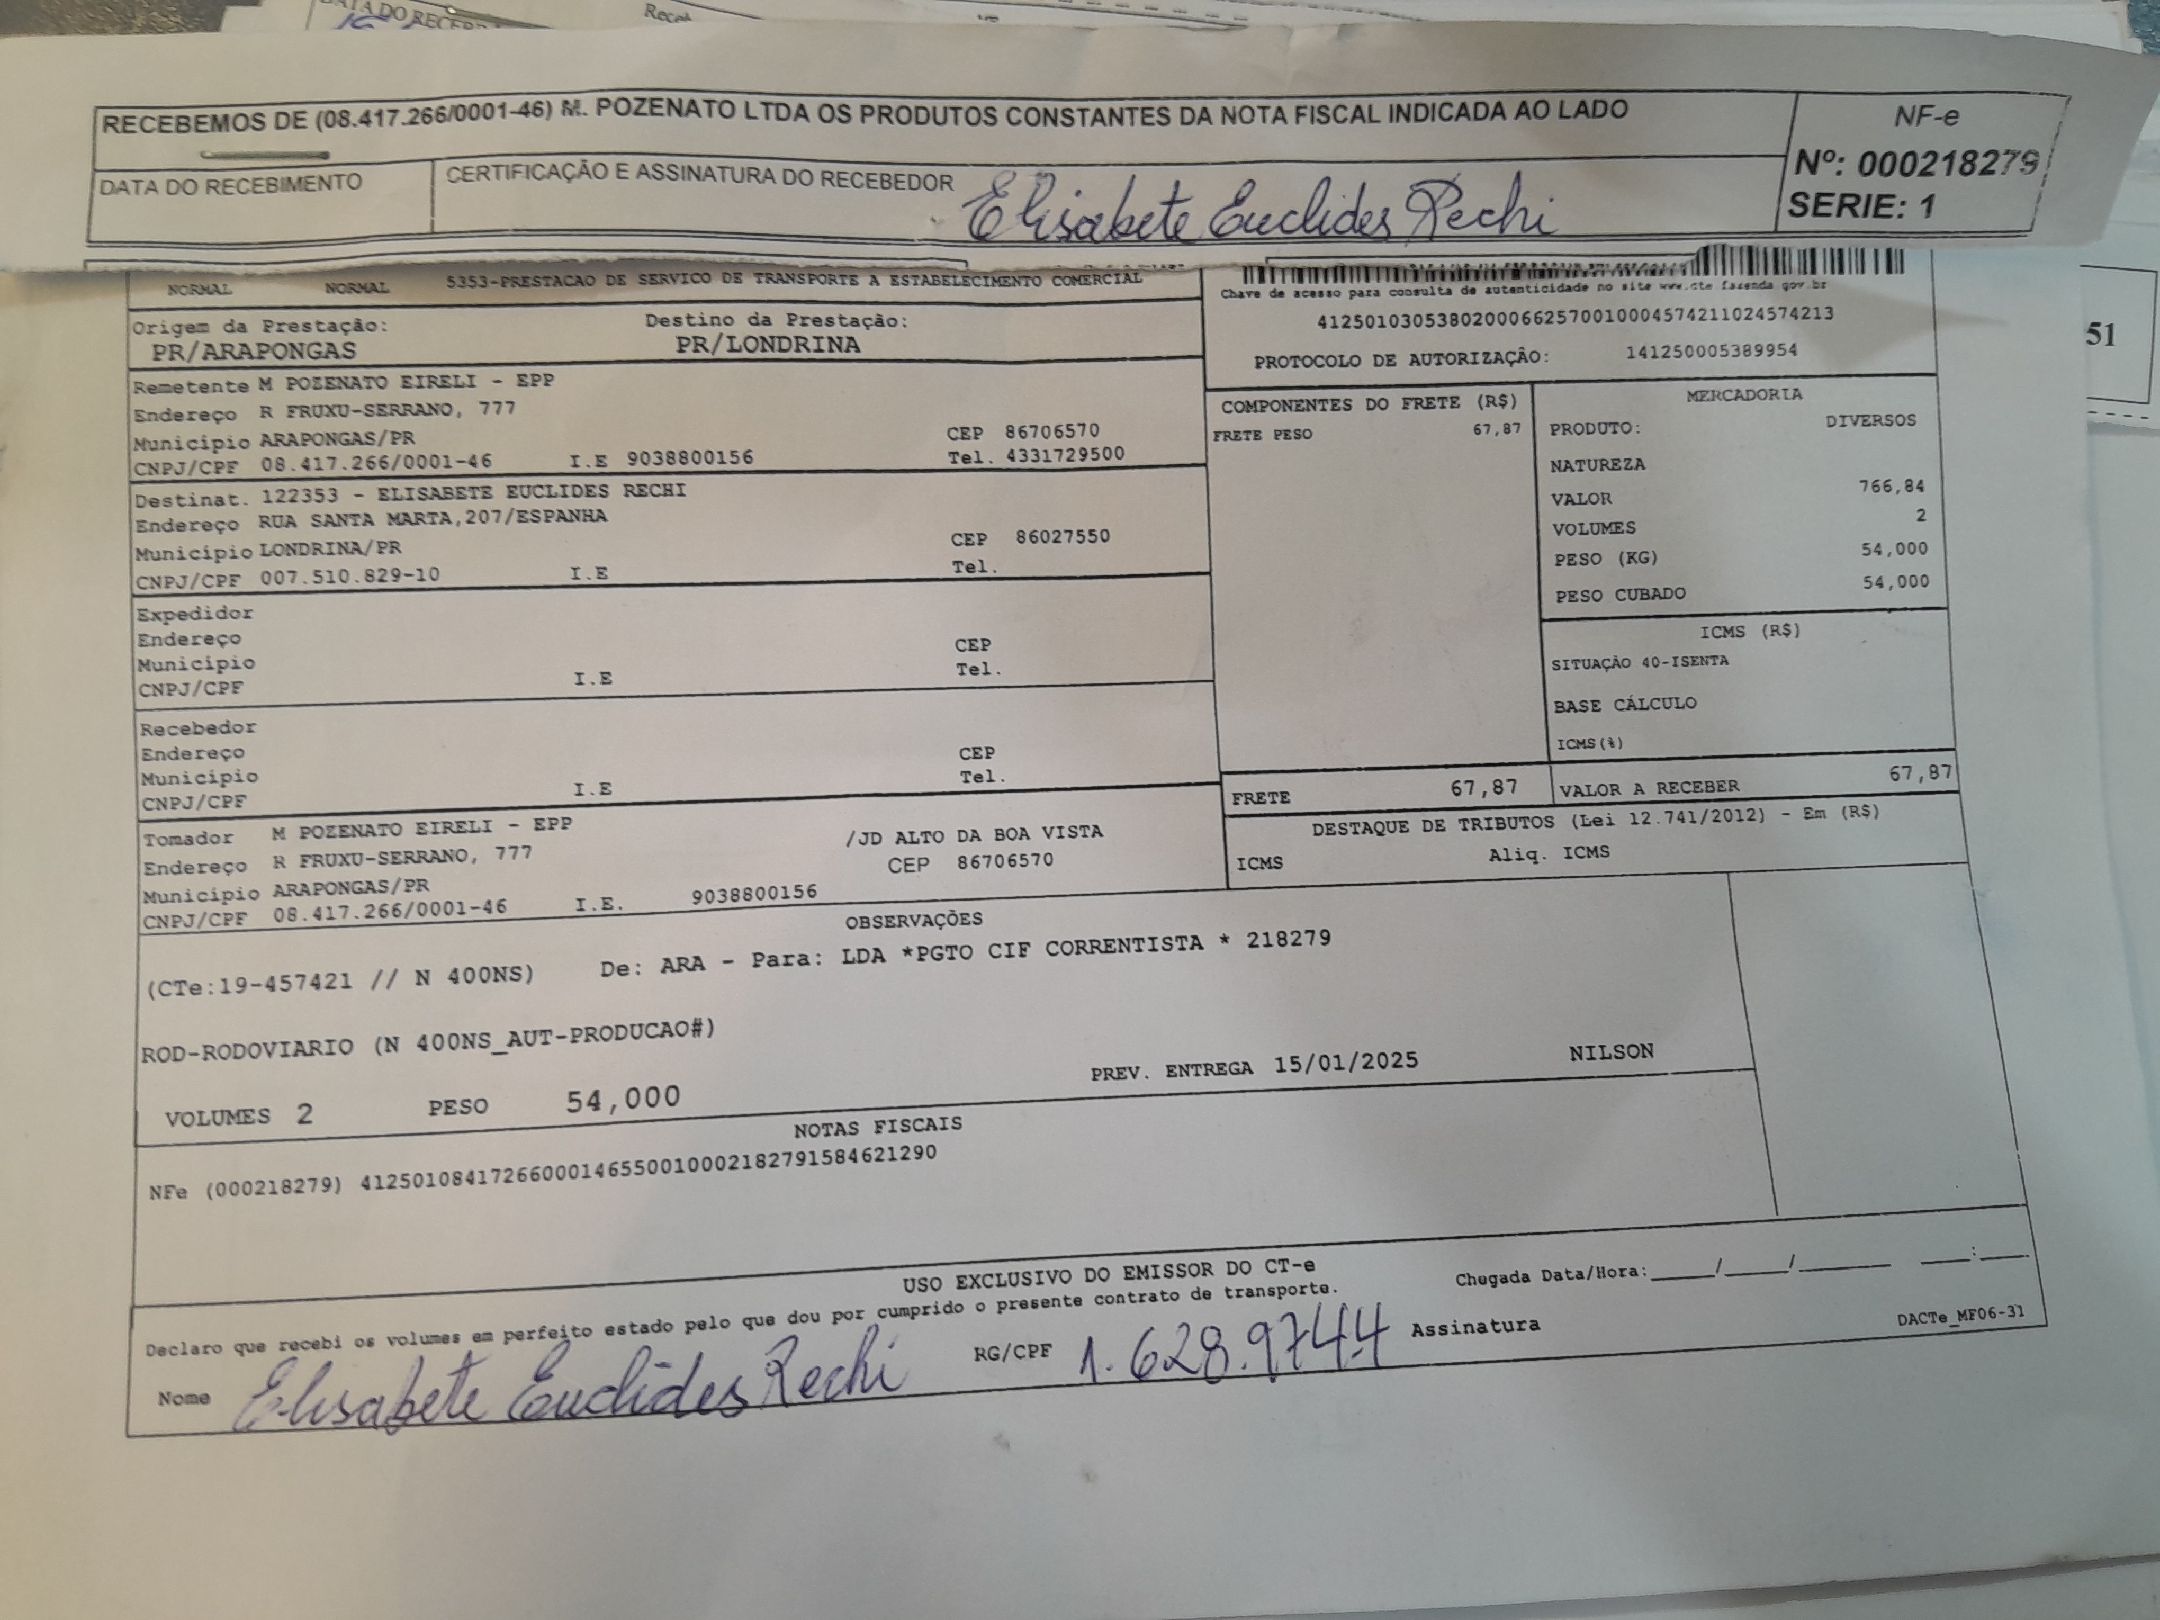 RECEBEMOS DE (08.417.266/0001-46) M. POZENATO LTDA OS PRODUTOS CONSTANTES DA NOTA FISCAL INDICADA AO LADO
NF-e
Nº: 000218279
SERIE: 1
DATA DO RECEBIMENTO
CERTIFICAÇÃO E ASSINATURA DO RECEBEDOR
Elisabete Euclides Rechi
NORMAL NORMAL 5353-PRESTACAO DE SERVICO DE TRANSPORTE A ESTABELECIMENTO COMERCIAL
Chave de acesso para consulta de autenticidade no site www.cte.fazenda.gov.br
41250103053802000662570010004574211024574213
PROTOCOLO DE AUTORIZAÇÃO: 141250005389954
Origem da Prestação: Destino da Prestação:
PR/ARAPONGAS PR/LONDRINA
Remetente M POZENATO EIRELI - EPP
Endereço R FRUXU-SERRANO, 777
Município ARAPONGAS/PR CEP 86706570
CNPJ/CPF 08.417.266/0001-46 I.E 9038800156 Tel. 4331729500
Destinat. 122353 - ELISABETE EUCLIDES RECHI
Endereço RUA SANTA MARTA,207/ESPANHA
Município LONDRINA/PR CEP 86027550
CNPJ/CPF 007.510.829-10 I.E Tel.
Expedidor
Endereço
Município CEP
CNPJ/CPF I.E Tel.
Recebedor
Endereço
Município CEP
CNPJ/CPF I.E Tel.
Tomador M POZENATO EIRELI - EPP
Endereço R FRUXU-SERRANO, 777 /JD ALTO DA BOA VISTA
Município ARAPONGAS/PR CEP 86706570
CNPJ/CPF 08.417.266/0001-46 I.E. 9038800156
COMPONENTES DO FRETE (R$)
FRETE PESO 67,87
MERCADORIA
PRODUTO: DIVERSOS
NATUREZA
VALOR 766,84
VOLUMES 2
PESO (KG) 54,000
PESO CUBADO 54,000
ICMS (R$)
SITUAÇÃO 40-ISENTA
BASE CÁLCULO
ICMS(%)
FRETE 67,87 VALOR A RECEBER 67,87
DESTAQUE DE TRIBUTOS (Lei 12.741/2012) - Em (R$)
ICMS Aliq. ICMS
OBSERVAÇÕES
(CTe:19-457421 // N 400NS) De: ARA - Para: LDA *PGTO CIF CORRENTISTA * 218279
ROD-RODOVIARIO (N 400NS_AUT-PRODUCAO#)
PREV. ENTREGA 15/01/2025 NILSON
VOLUMES 2 PESO 54,000
NOTAS FISCAIS
NFe (000218279) 41250108417266000146550010002182791584621290
USO EXCLUSIVO DO EMISSOR DO CT-e
Declaro que recebi os volumes em perfeito estado pelo que dou por cumprido o presente contrato de transporte.
Chegada Data/Hora:_____/_____/________ ____:____
Nome Elisabete Euclides Rechi RG/CPF 1.628.974.4 Assinatura
DACTe_MF06-31
51